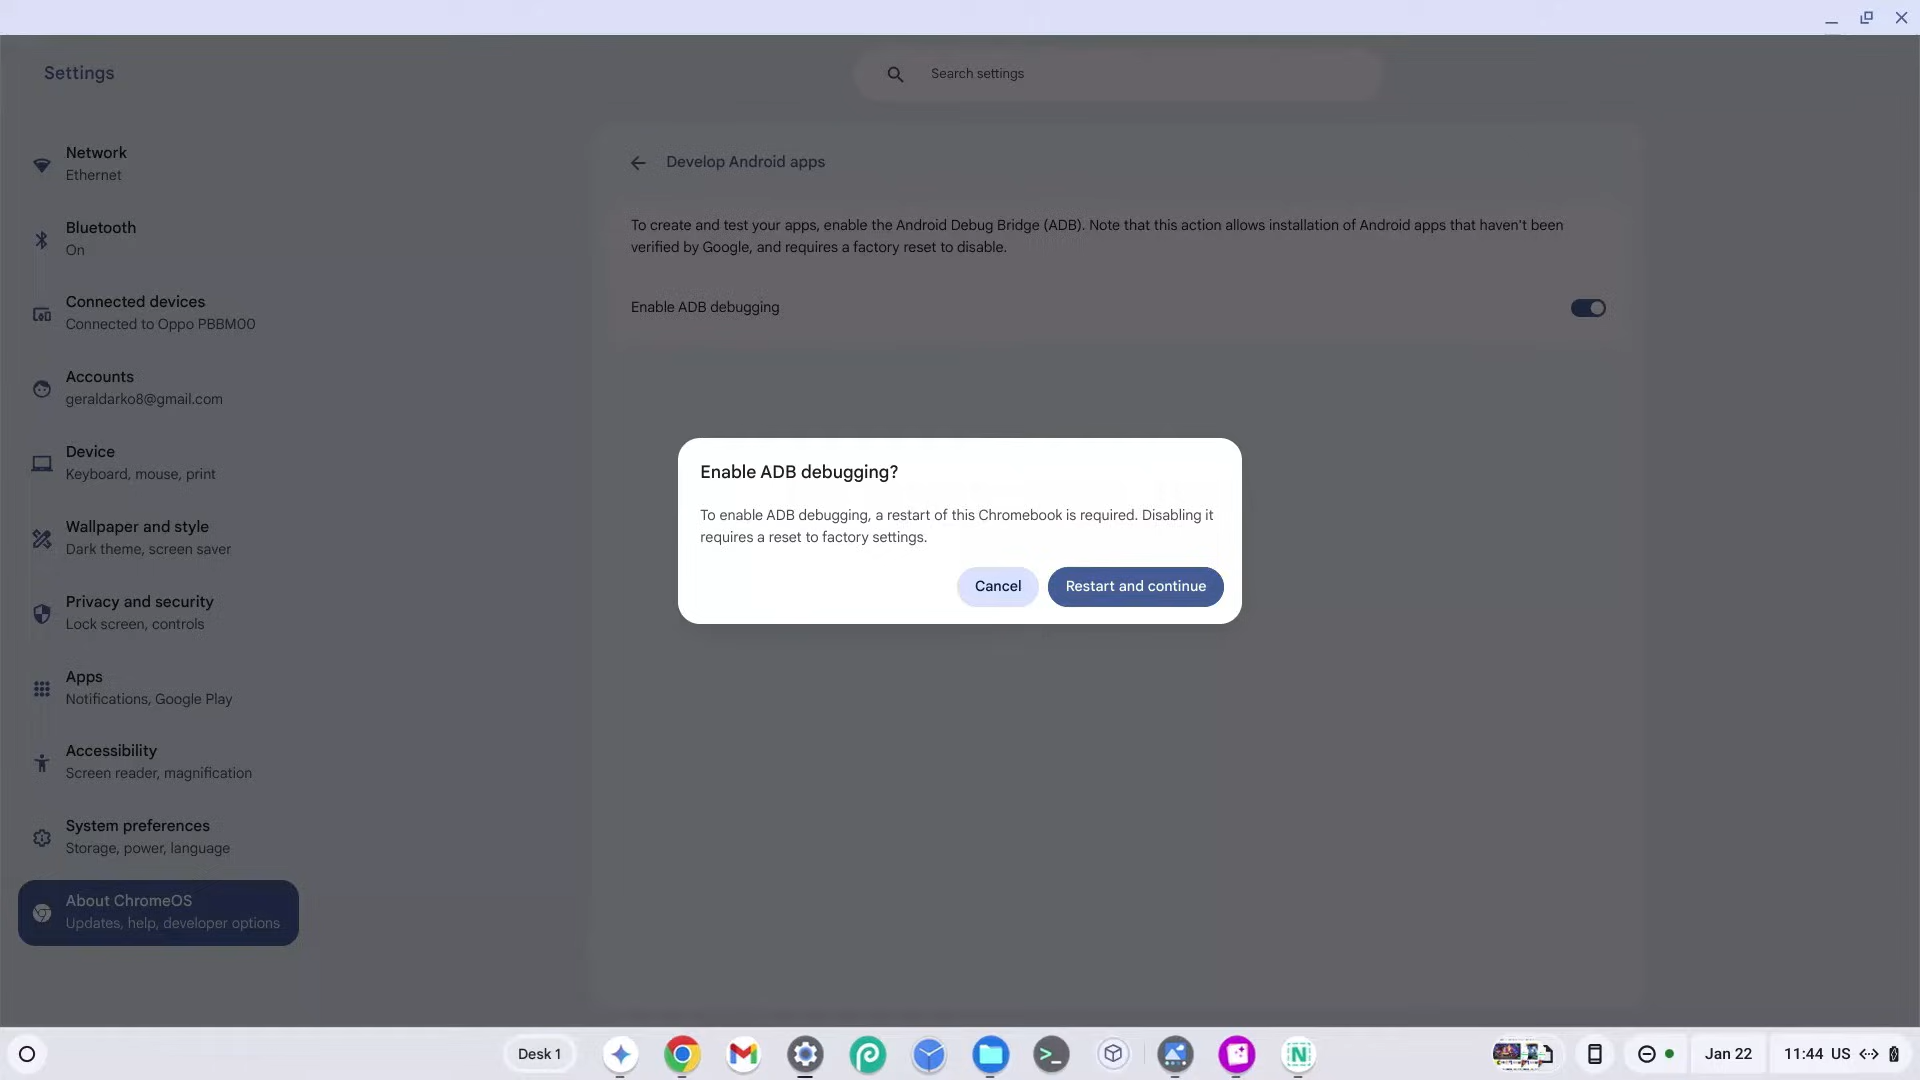 Settings
Search settings
Network
Ethernet
Bluetooth
On
Connected devices
Connected to Oppo PBBM00
Accounts
geraldarko8@gmail.com
Device
Keyboard, mouse, print
Wallpaper and style
Dark theme, screen saver
Privacy and security
Lock screen, controls
Apps
Notifications, Google Play
Accessibility
Screen reader, magnification
System preferences
Storage, power, language
About ChromeOS
Updates, help, developer options
Develop Android apps
To create and test your apps, enable the Android Debug Bridge (ADB). Note that this action allows installation of Android apps that haven't been
verified by Google, and requires a factory reset to disable.
Enable ADB debugging
Enable ADB debugging?
To enable ADB debugging, a restart of this Chromebook is required. Disabling it
requires a reset to factory settings.
Cancel
Restart and continue
Desk 1
Jan 22
11:44 US